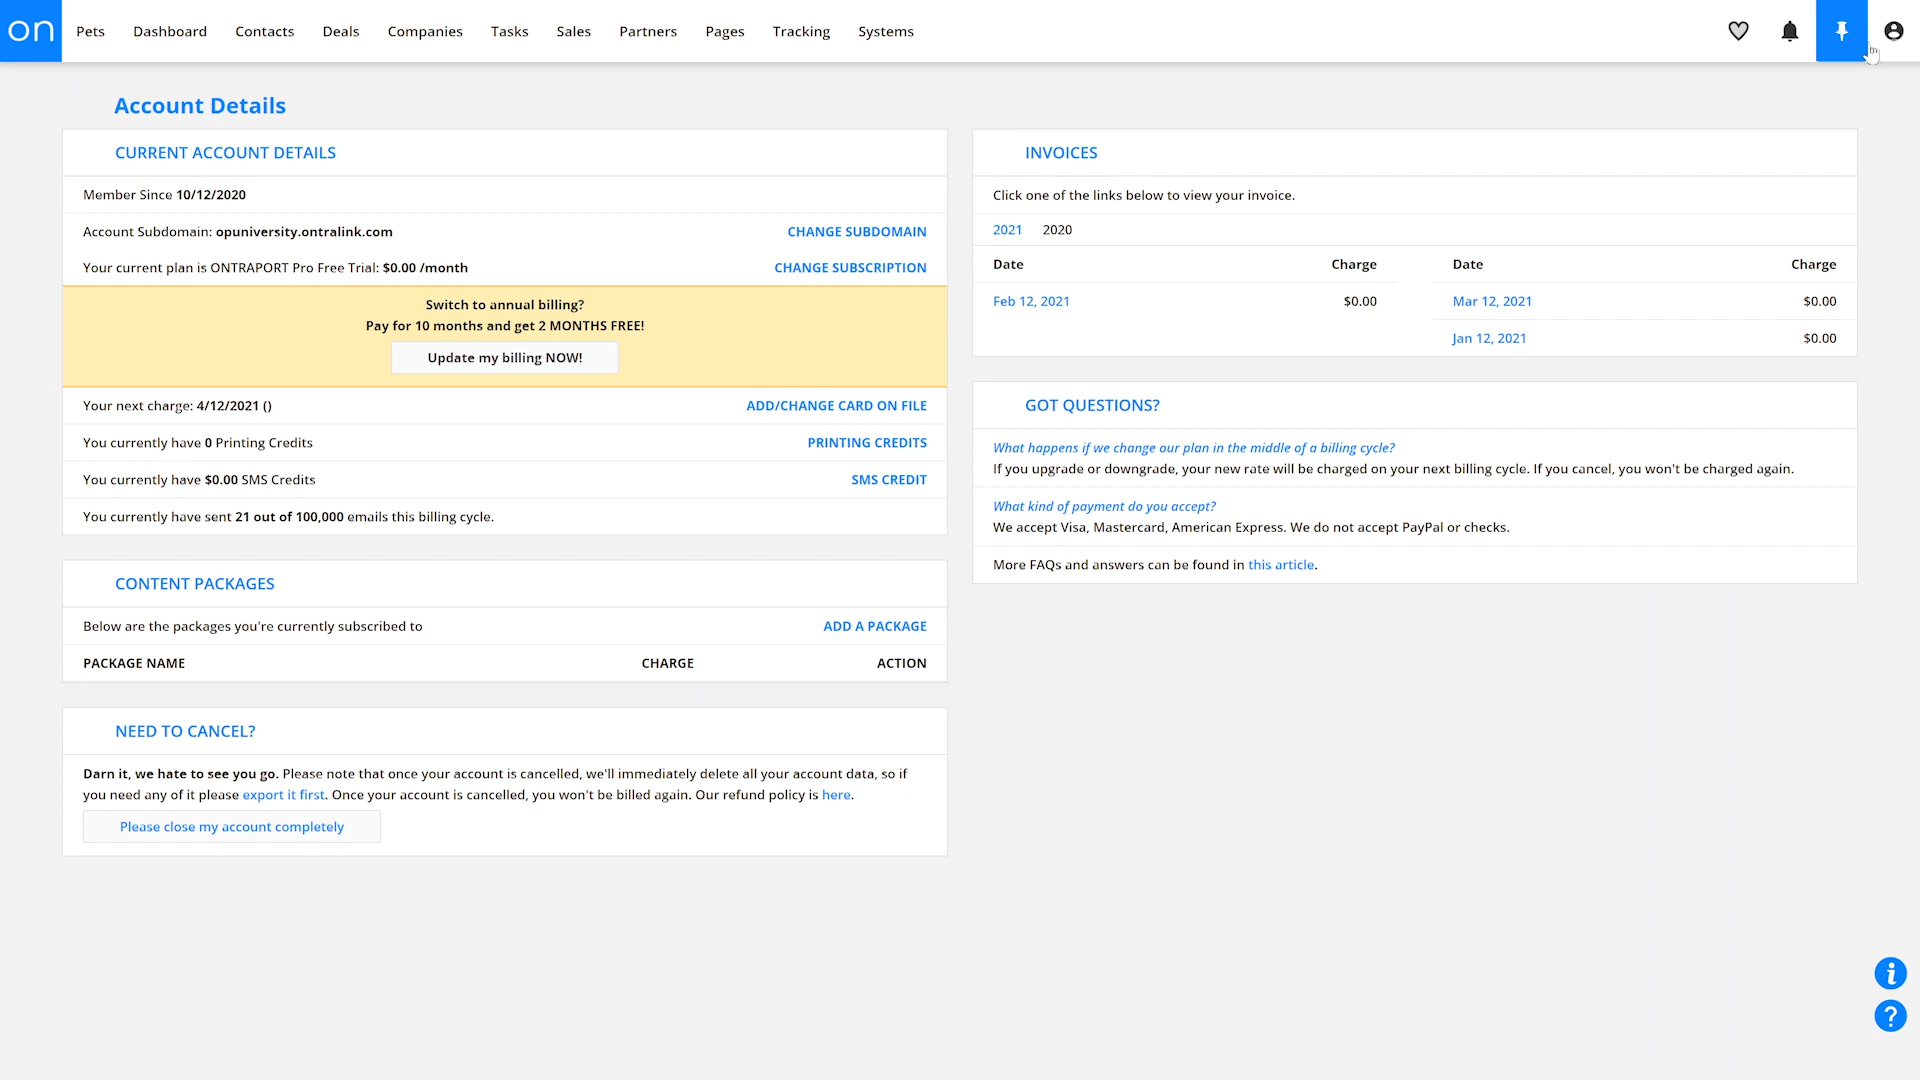 on Pets Dashboard Contacts Deals Companies Tasks Sales Partners Pages Tracking Systems
Account Details
CURRENT ACCOUNT DETAILS
Member Since 10/12/2020
Account Subdomain: opuniversity.ontralink.com CHANGE SUBDOMAIN
Your current plan is ONTRAPORT Pro Free Trial: $0.00 /month CHANGE SUBSCRIPTION
Switch to annual billing?
Pay for 10 months and get 2 MONTHS FREE!
Update my billing NOW!
Your next charge: 4/12/2021 () ADD/CHANGE CARD ON FILE
You currently have 0 Printing Credits PRINTING CREDITS
You currently have $0.00 SMS Credits SMS CREDIT
You currently have sent 21 out of 100,000 emails this billing cycle.
CONTENT PACKAGES
Below are the packages you're currently subscribed to ADD A PACKAGE
PACKAGE NAME CHARGE ACTION
NEED TO CANCEL?
Darn it, we hate to see you go. Please note that once your account is cancelled, we'll immediately delete all your account data, so if
you need any of it please export it first. Once your account is cancelled, you won't be billed again. Our refund policy is here.
Please close my account completely
INVOICES
Click one of the links below to view your invoice.
2021 2020
Date Charge Date Charge
Feb 12, 2021 $0.00 Mar 12, 2021 $0.00
Jan 12, 2021 $0.00
GOT QUESTIONS?
What happens if we change our plan in the middle of a billing cycle?
If you upgrade or downgrade, your new rate will be charged on your next billing cycle. If you cancel, you won't be charged again.
What kind of payment do you accept?
We accept Visa, Mastercard, American Express. We do not accept PayPal or checks.
More FAQs and answers can be found in this article.
i
?